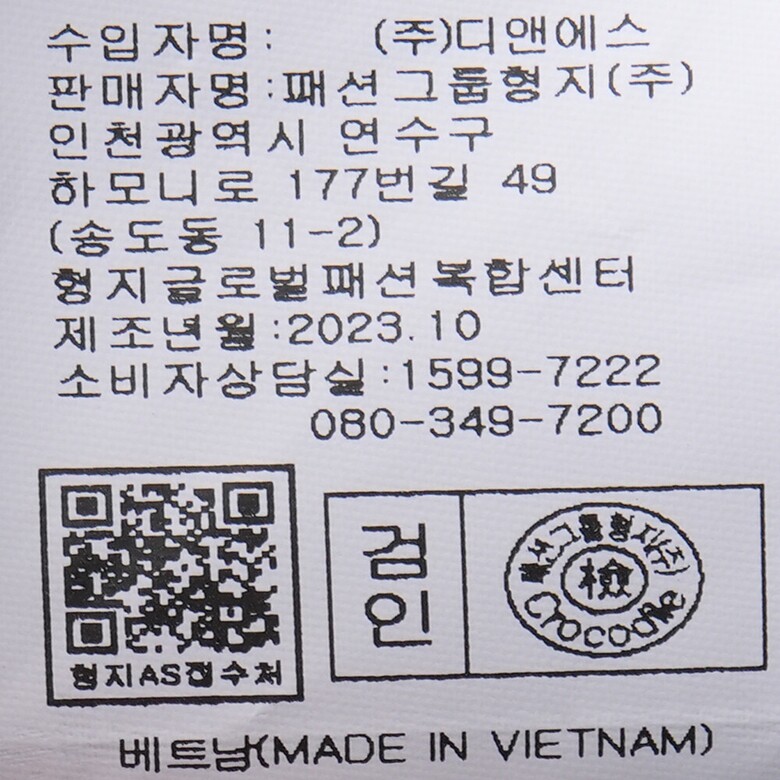 수입자명: (주)디앤에스
판매자명:패션그룹형지(주)
인천광역시 연수구
하모니로 177번길 49
(송도동 11-2)
형지글로벌패션복합센터
제조년월:2023.10
소비자상담실:1599-7222
080-349-7200
형지AS접수처
검인
패션그룹형지(주)
檢
Crocodile
베트남(MADE IN VIETNAM)